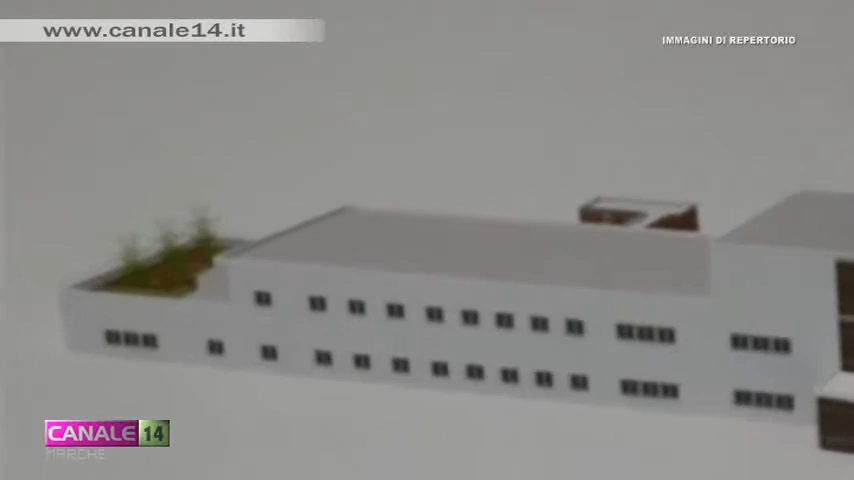 www.canale14.it
IMMAGINI DI REPERTORIO
CANALE 14
MARCHE